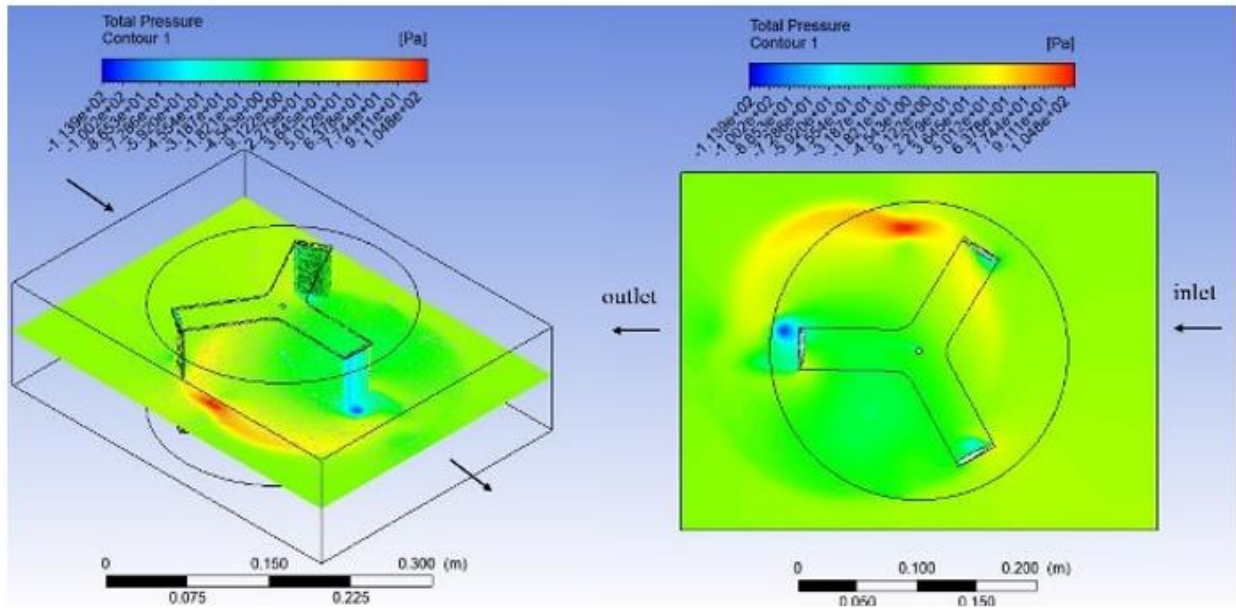 Total Pressure
Contour 1
[Pa]
-1.139e+02
-1.002e+02
-8.653e+01
-7.286e+01
-5.920e+01
-4.554e+01
-3.187e+01
-1.821e+01
-4.543e+00
9.122e+00
2.279e+01
3.645e+01
5.012e+01
6.378e+01
7.744e+01
9.111e+01
1.048e+02
0 0.150 0.300 (m)
0.075 0.225
Total Pressure
Contour 1
[Pa]
-1.139e+02
-1.002e+02
-8.653e+01
-7.286e+01
-5.920e+01
-4.554e+01
-3.187e+01
-1.821e+01
-4.543e+00
9.122e+00
2.279e+01
3.645e+01
5.012e+01
6.378e+01
7.744e+01
9.111e+01
1.048e+02
outlet
inlet
0 0.100 0.200 (m)
0.050 0.150